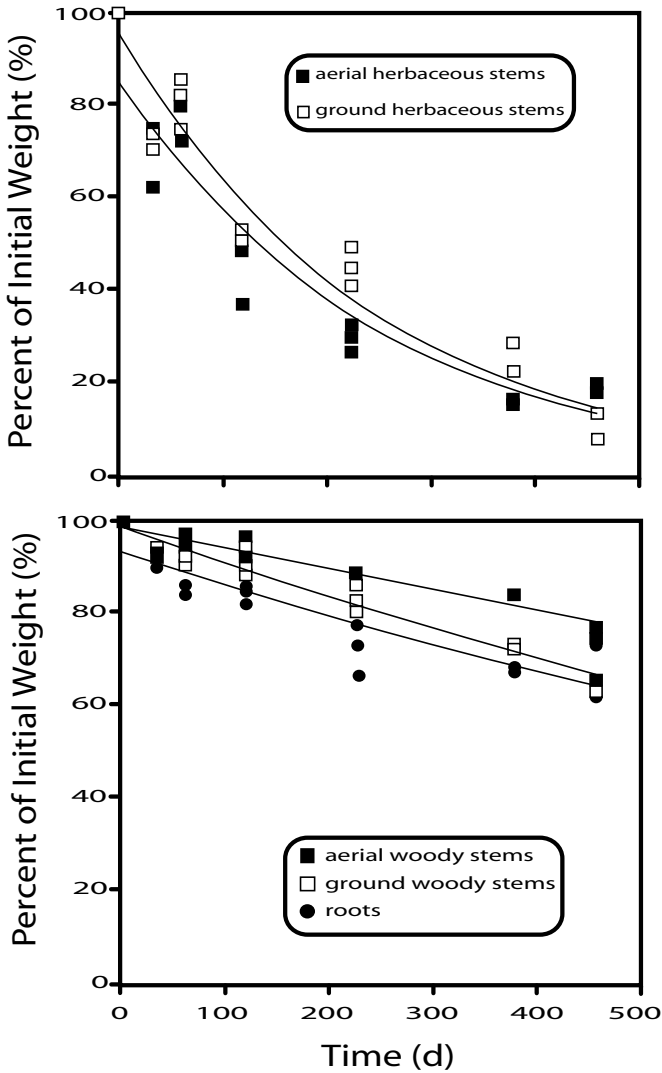 Percent of Initial Weight (%)
100
80
60
40
20
0
aerial herbaceous stems
ground herbaceous stems
Percent of Initial Weight (%)
100
80
60
40
20
0
aerial woody stems
ground woody stems
roots
0 100 200 300 400 500
Time (d)